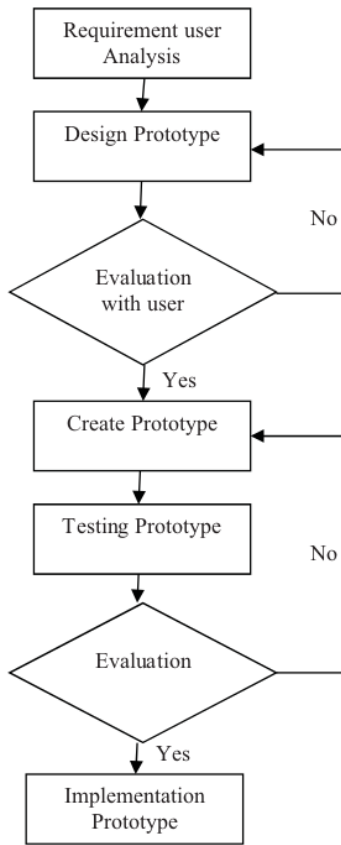 Requirement user
Analysis
Design Prototype
No
Evaluation
with user
Yes
Create Prototype
Testing Prototype
No
Evaluation
Yes
Implementation
Prototype